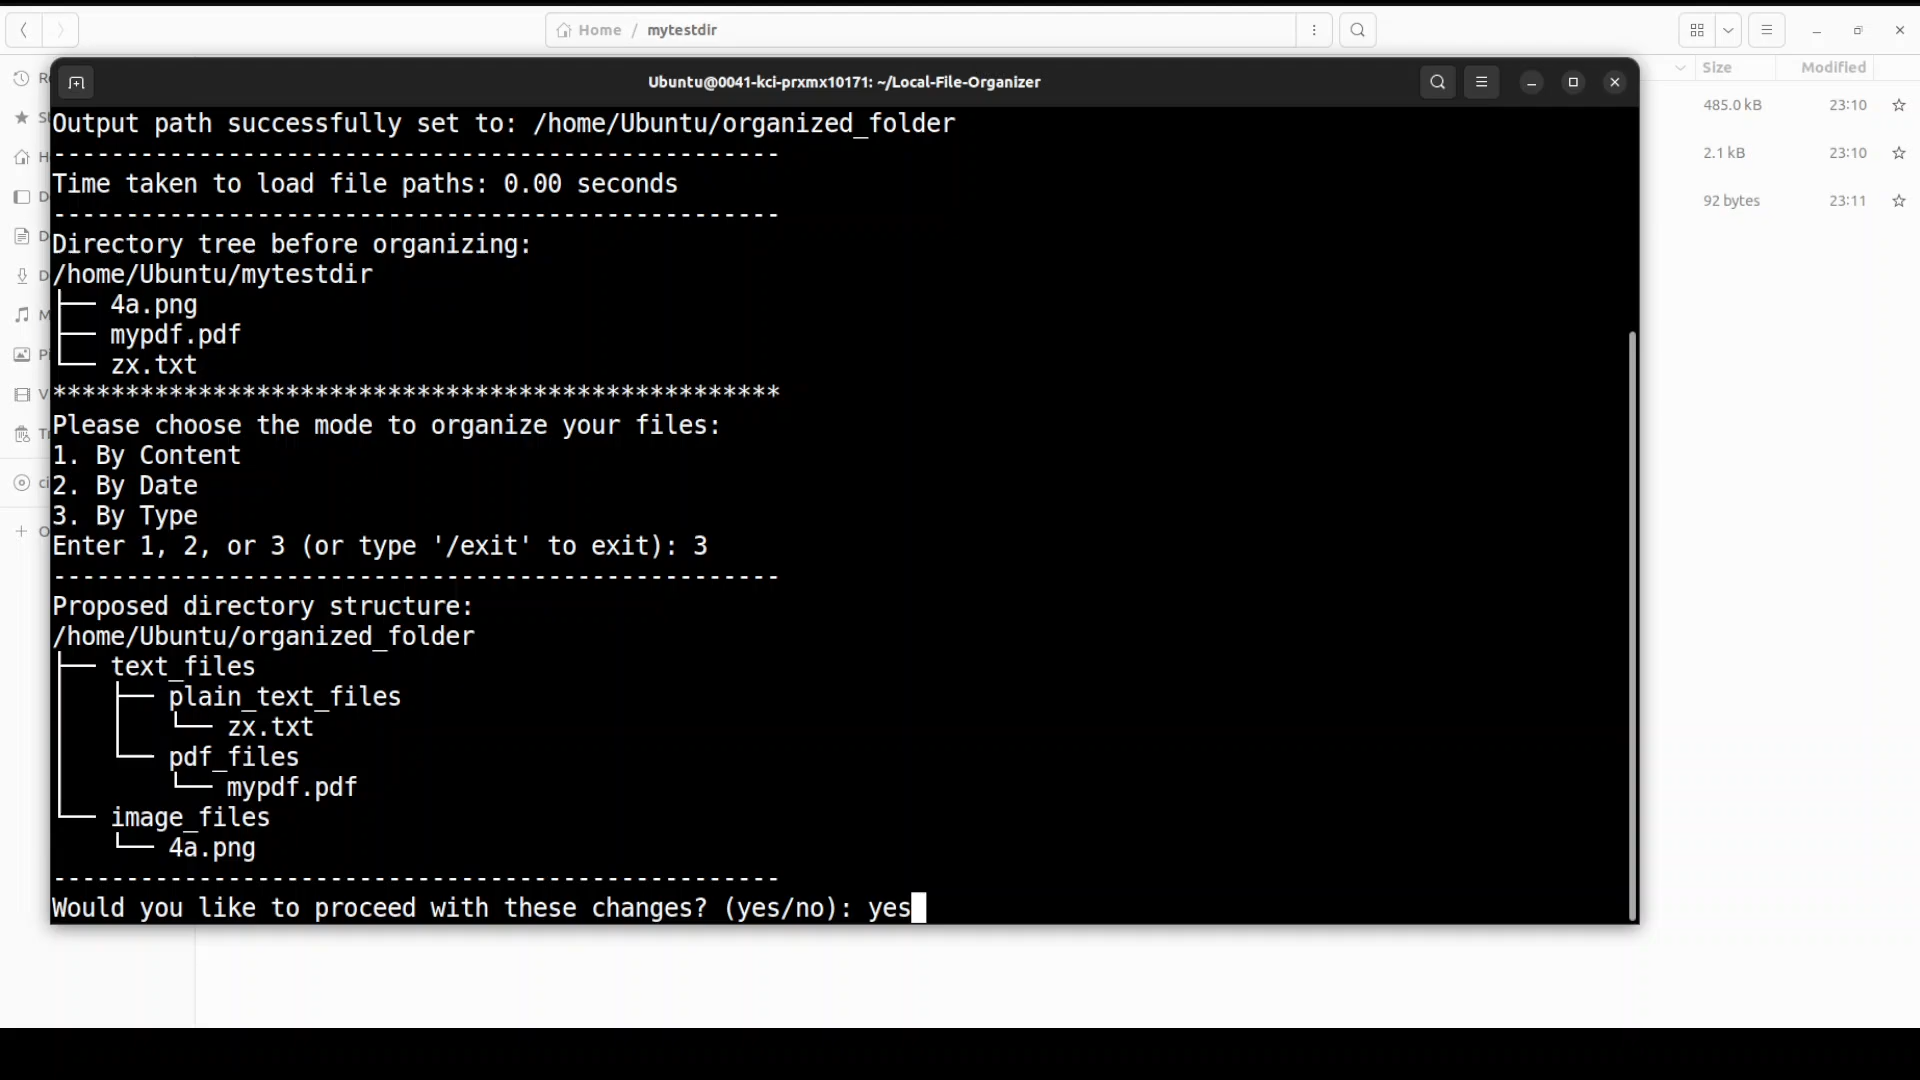 Home / mytestdir
Size Modified
Ubuntu@0041-kci-prxmx10171: ~/Local-File-Organizer
485.0 kB 23:10
2.1 kB 23:10
92 bytes 23:11
Output path successfully set to: /home/Ubuntu/organized_folder
--------------------------------------------------
Time taken to load file paths: 0.00 seconds
--------------------------------------------------
Directory tree before organizing:
/home/Ubuntu/mytestdir
├── 4a.png
├── mypdf.pdf
└── zx.txt
**************************************************
Please choose the mode to organize your files:
1. By Content
2. By Date
3. By Type
Enter 1, 2, or 3 (or type '/exit' to exit): 3
--------------------------------------------------
Proposed directory structure:
/home/Ubuntu/organized_folder
├── text_files
│   ├── plain_text_files
│   │   └── zx.txt
│   └── pdf_files
│       └── mypdf.pdf
└── image_files
    └── 4a.png
--------------------------------------------------
Would you like to proceed with these changes? (yes/no): yes